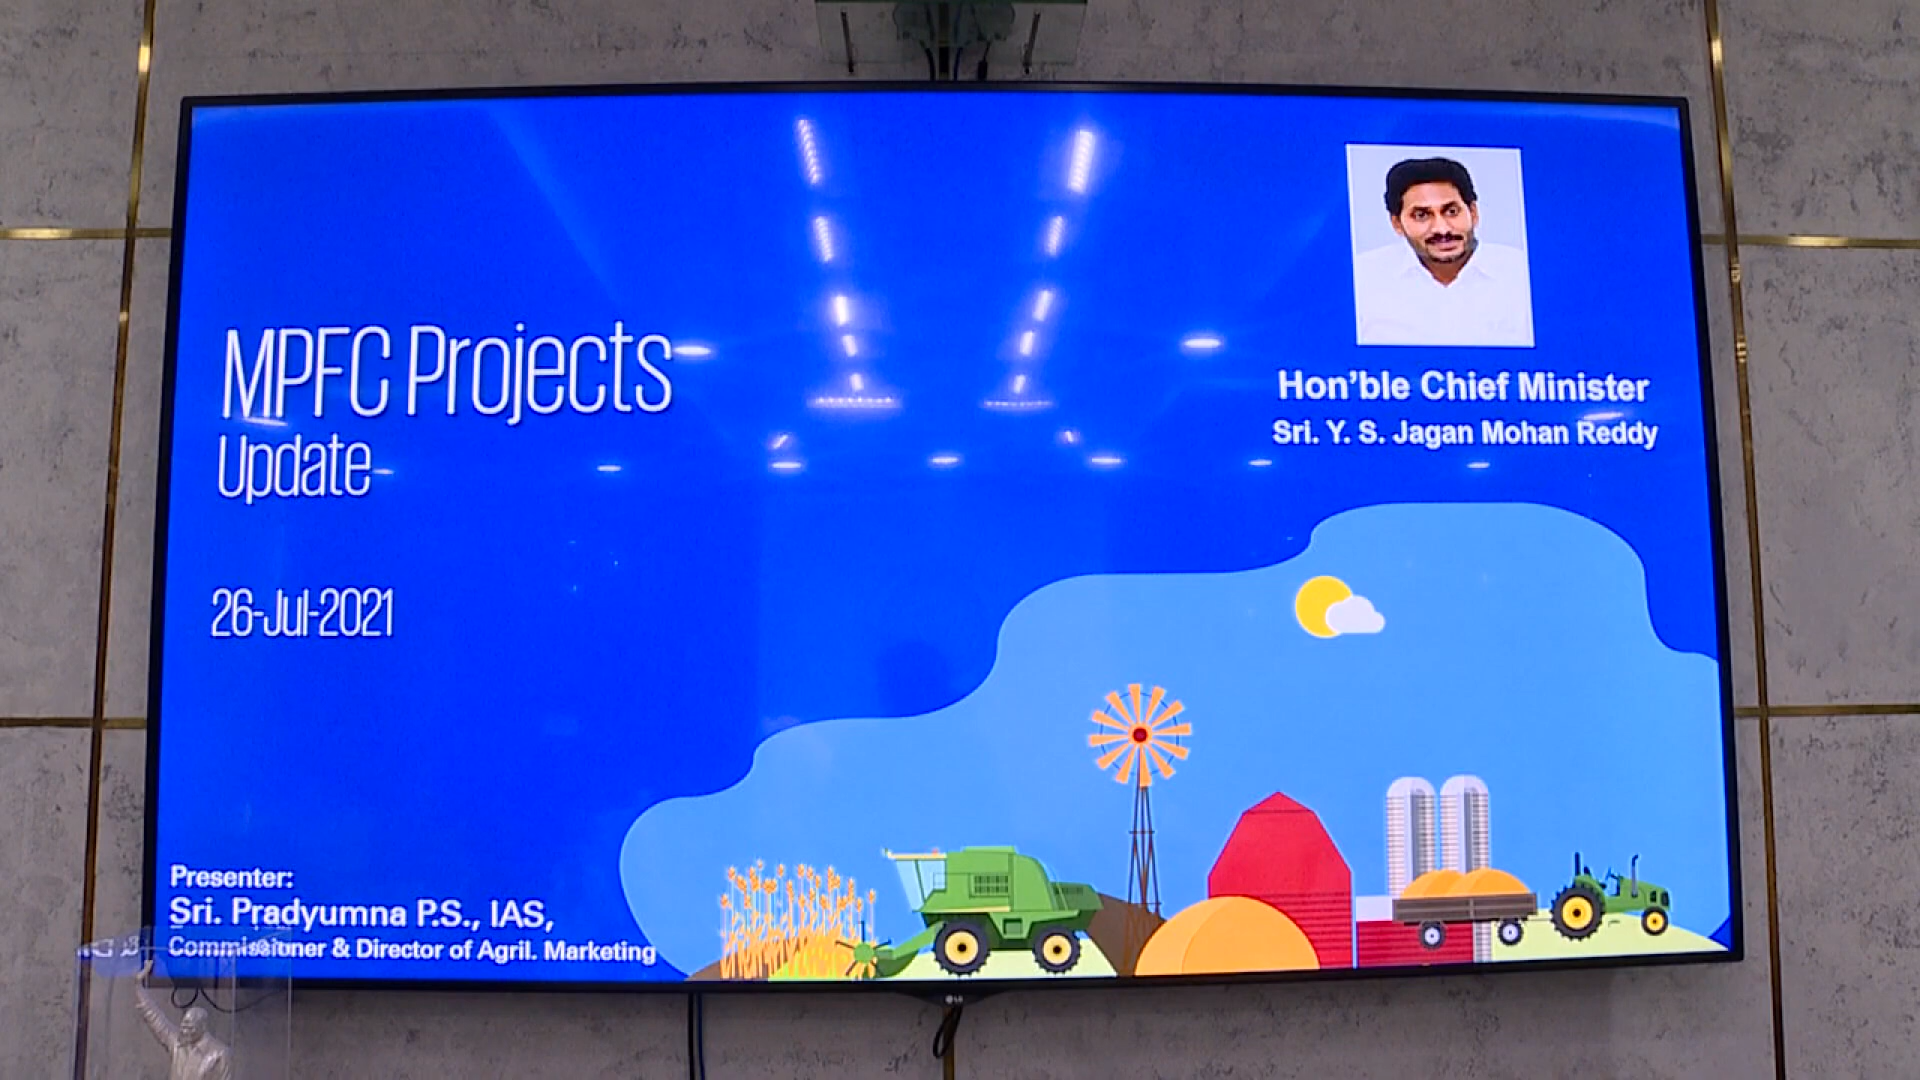 MPFC Projects
Update
26-Jul-2021
Hon'ble Chief Minister
Sri. Y. S. Jagan Mohan Reddy
Presenter:
Sri. Pradyumna P.S., IAS,
Commissioner & Director of Agril. Marketing
LG